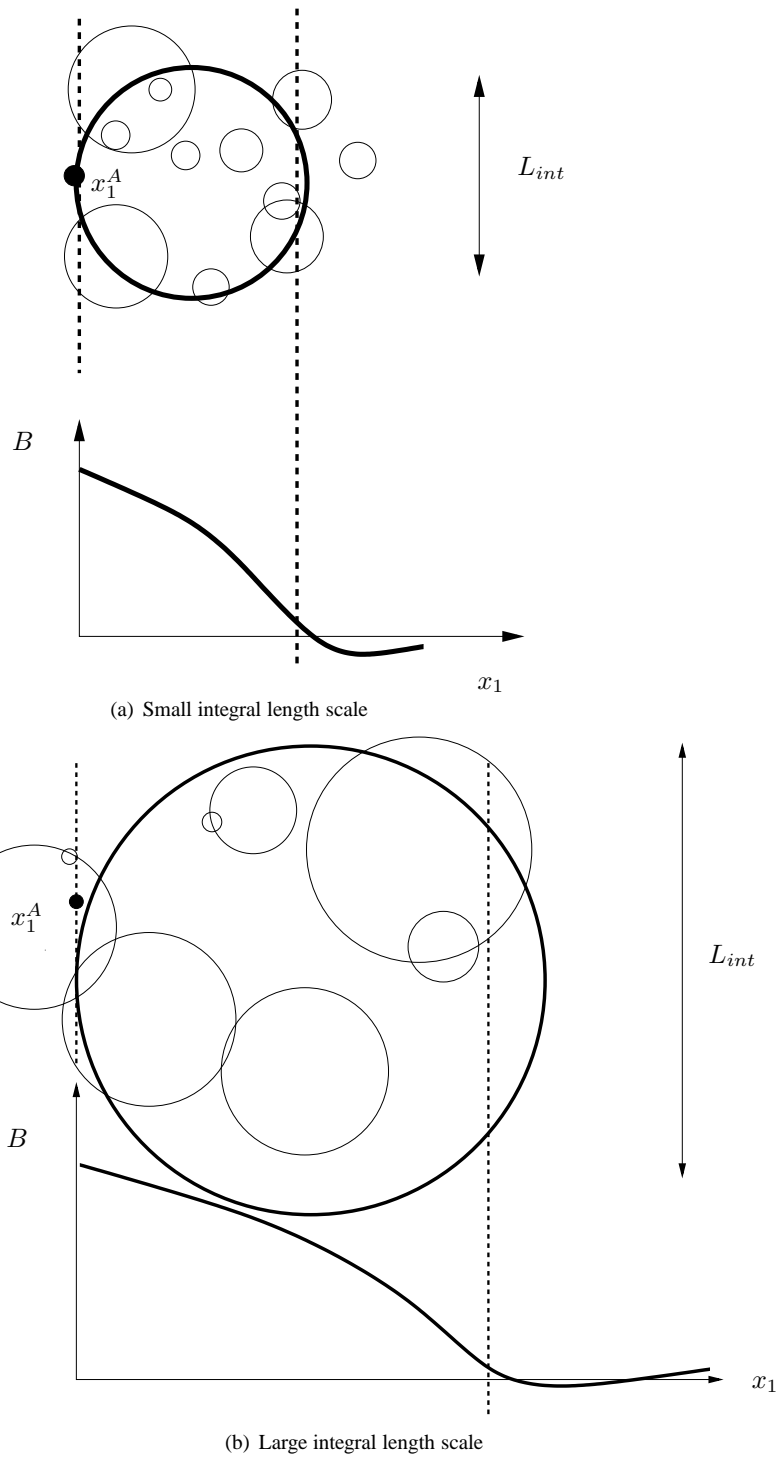 x_1^A
L_{int}
B
x_1
(a) Small integral length scale
x_1^A
L_{int}
B
x_1
(b) Large integral length scale